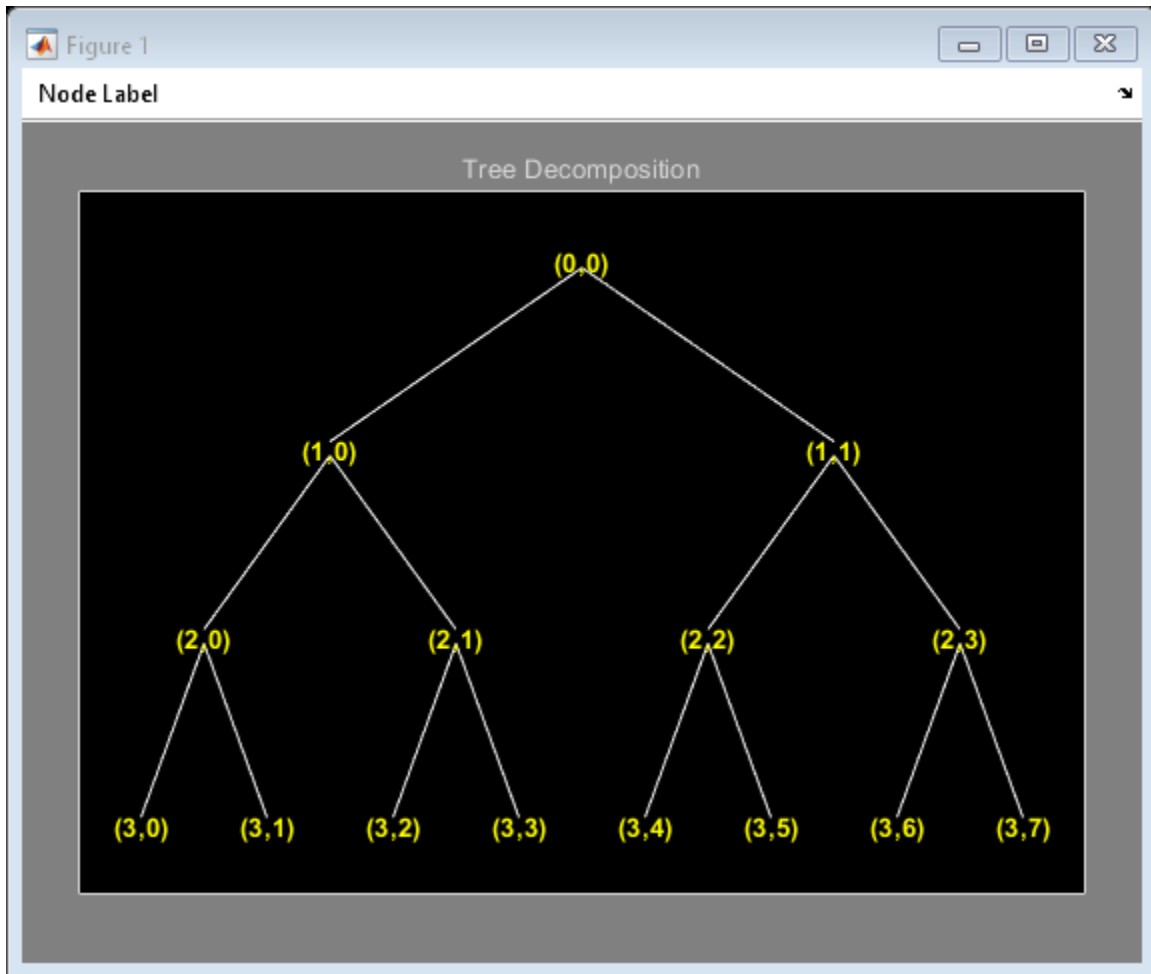 Figure 1
Node Label
Tree Decomposition
(0,0)
(1,0) (1,1)
(2,0) (2,1) (2,2) (2,3)
(3,0) (3,1) (3,2) (3,3) (3,4) (3,5) (3,6) (3,7)